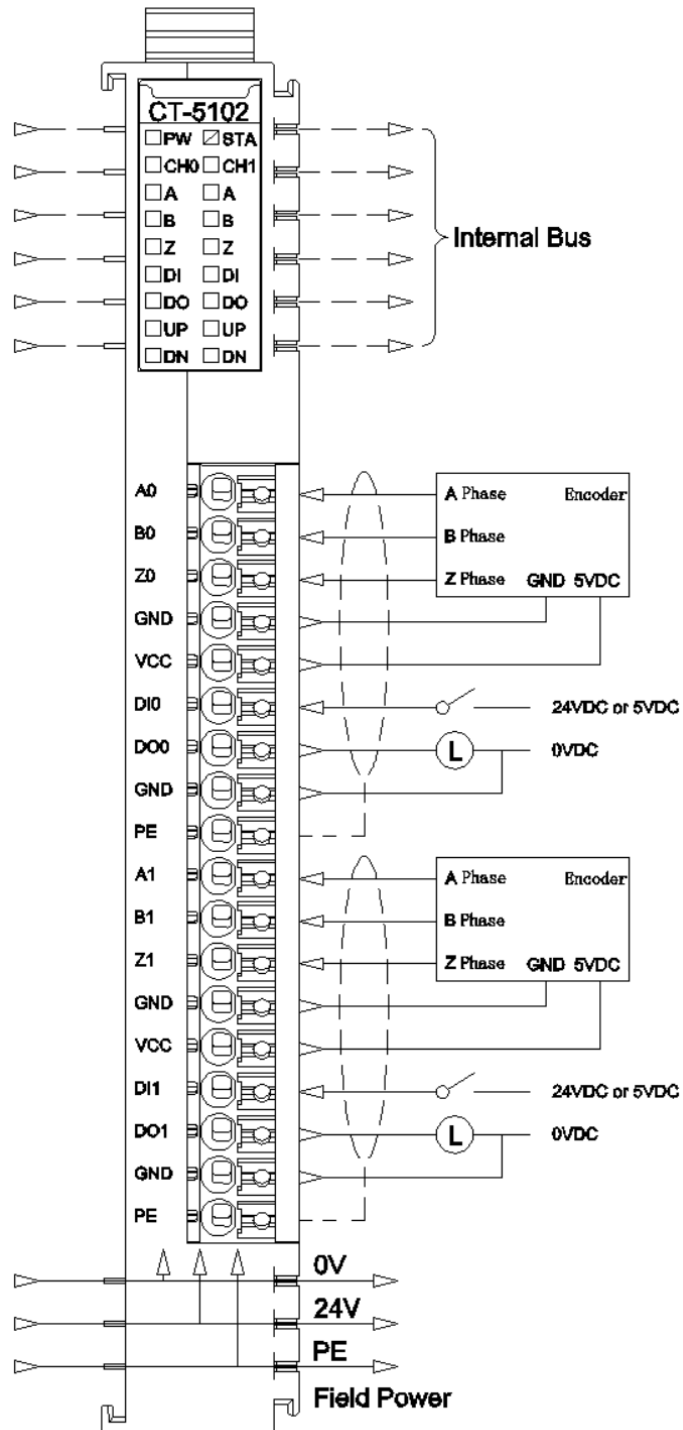 CT-5102
PW STA
CH0 CH1
A A
B B
Z Z
DI DI
DO DO
UP UP
DN DN
Internal Bus
A0
B0
Z0
GND
VCC
DI0
DO0
GND
PE
A Phase Encoder
B Phase
Z Phase GND 5VDC
24VDC or 5VDC
L 0VDC
A1
B1
Z1
GND
VCC
DI1
DO1
GND
PE
A Phase Encoder
B Phase
Z Phase GND 5VDC
24VDC or 5VDC
L 0VDC
0V
24V
PE
Field Power